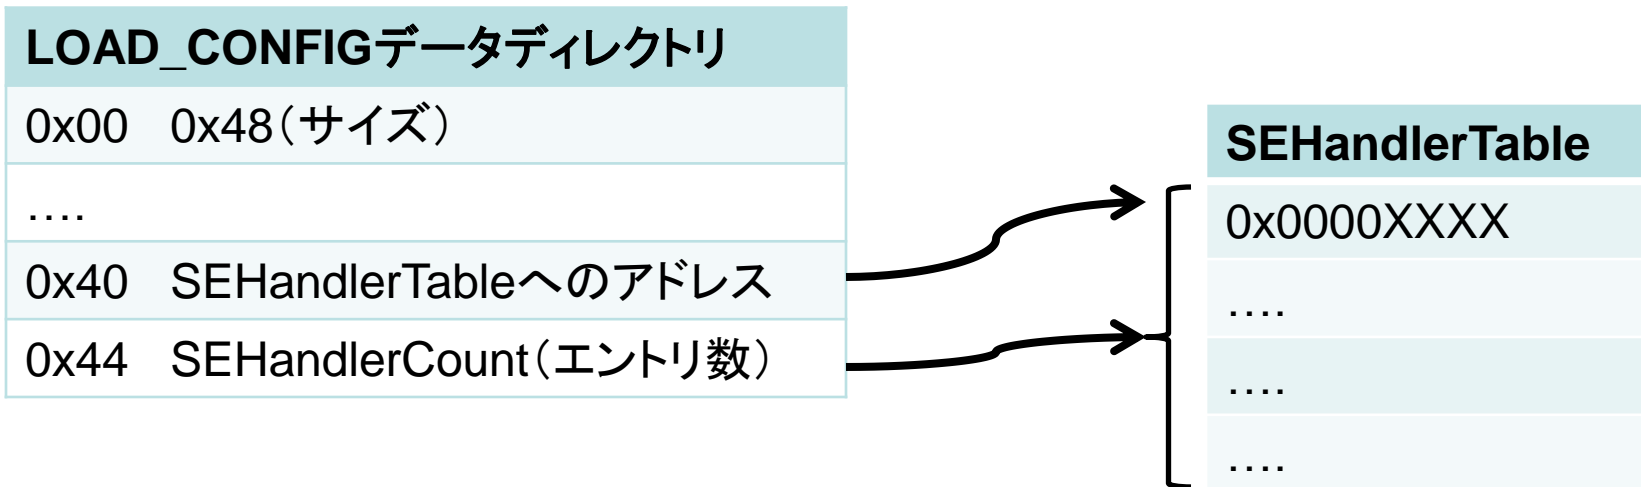 LOAD_CONFIGデータディレクトリ
0x00 0x48（サイズ）
….
0x40 SEHandlerTableへのアドレス
0x44 SEHandlerCount（エントリ数）
SEHandlerTable
0x0000XXXX
….
….
….